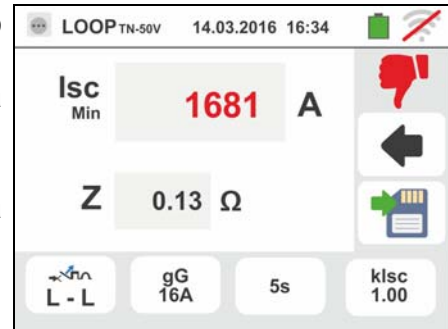 LOOP TN-50V 14.03.2016 16:34
Isc
Min
1681 A
Z 0.13 Ω
L - L
gG
16A
5s
kIsc
1.00